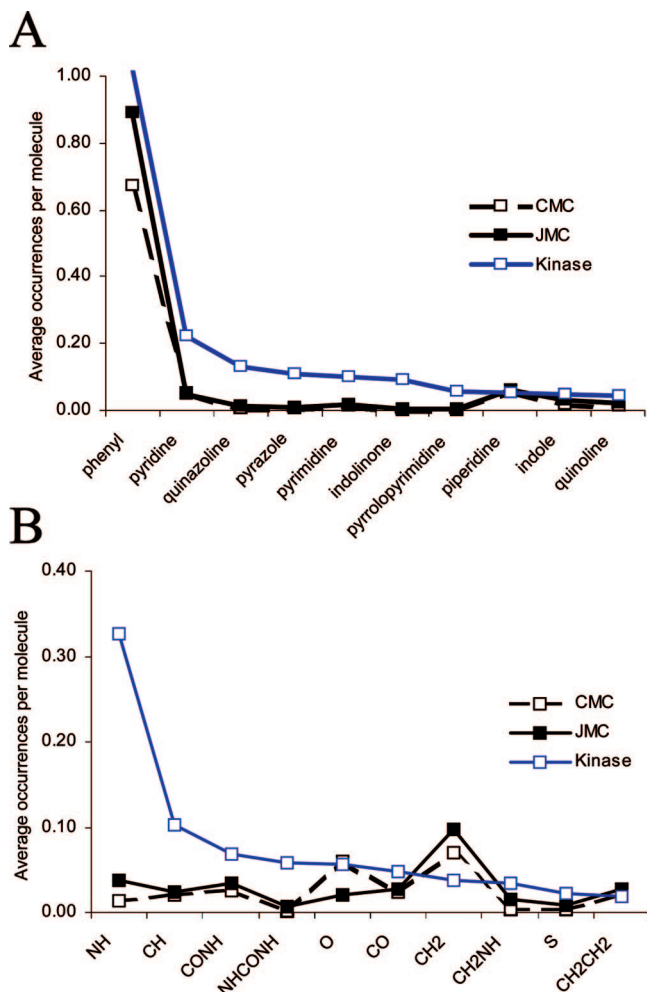 A
Average occurrences per molecule
1.00
0.80
0.60
0.40
0.20
0.00
CMC
JMC
Kinase
phenyl
pyridine
quinazoline
pyrazole
pyrimidine
indolinone
pyrrolopyrimidine
piperidine
indole
quinoline
B
Average occurrences per molecule
0.40
0.30
0.20
0.10
0.00
CMC
JMC
Kinase
NH
CH
CONH
NHCONH
O
CO
CH2
CH2NH
S
CH2CH2